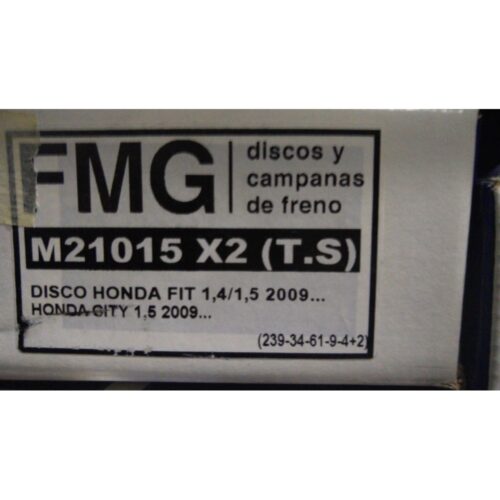 FMG
discos y
campanas
de freno
M21015 X2 (T.S)
DISCO HONDA FIT 1,4/1,5 2009...
HONDA CITY 1,5 2009...
(239-34-61-9-4+2)